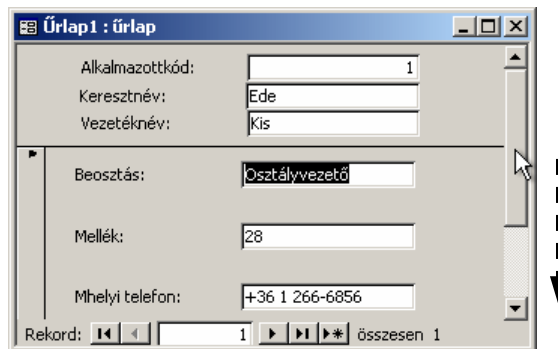 Űrlap1 : űrlap
Alkalmazottkód: 1
Keresztnév: Ede
Vezetéknév: Kis
Beosztás: Osztályvezető
Mellék: 28
Mhelyi telefon: +36 1 266-6856
Rekord: 1 összesen 1